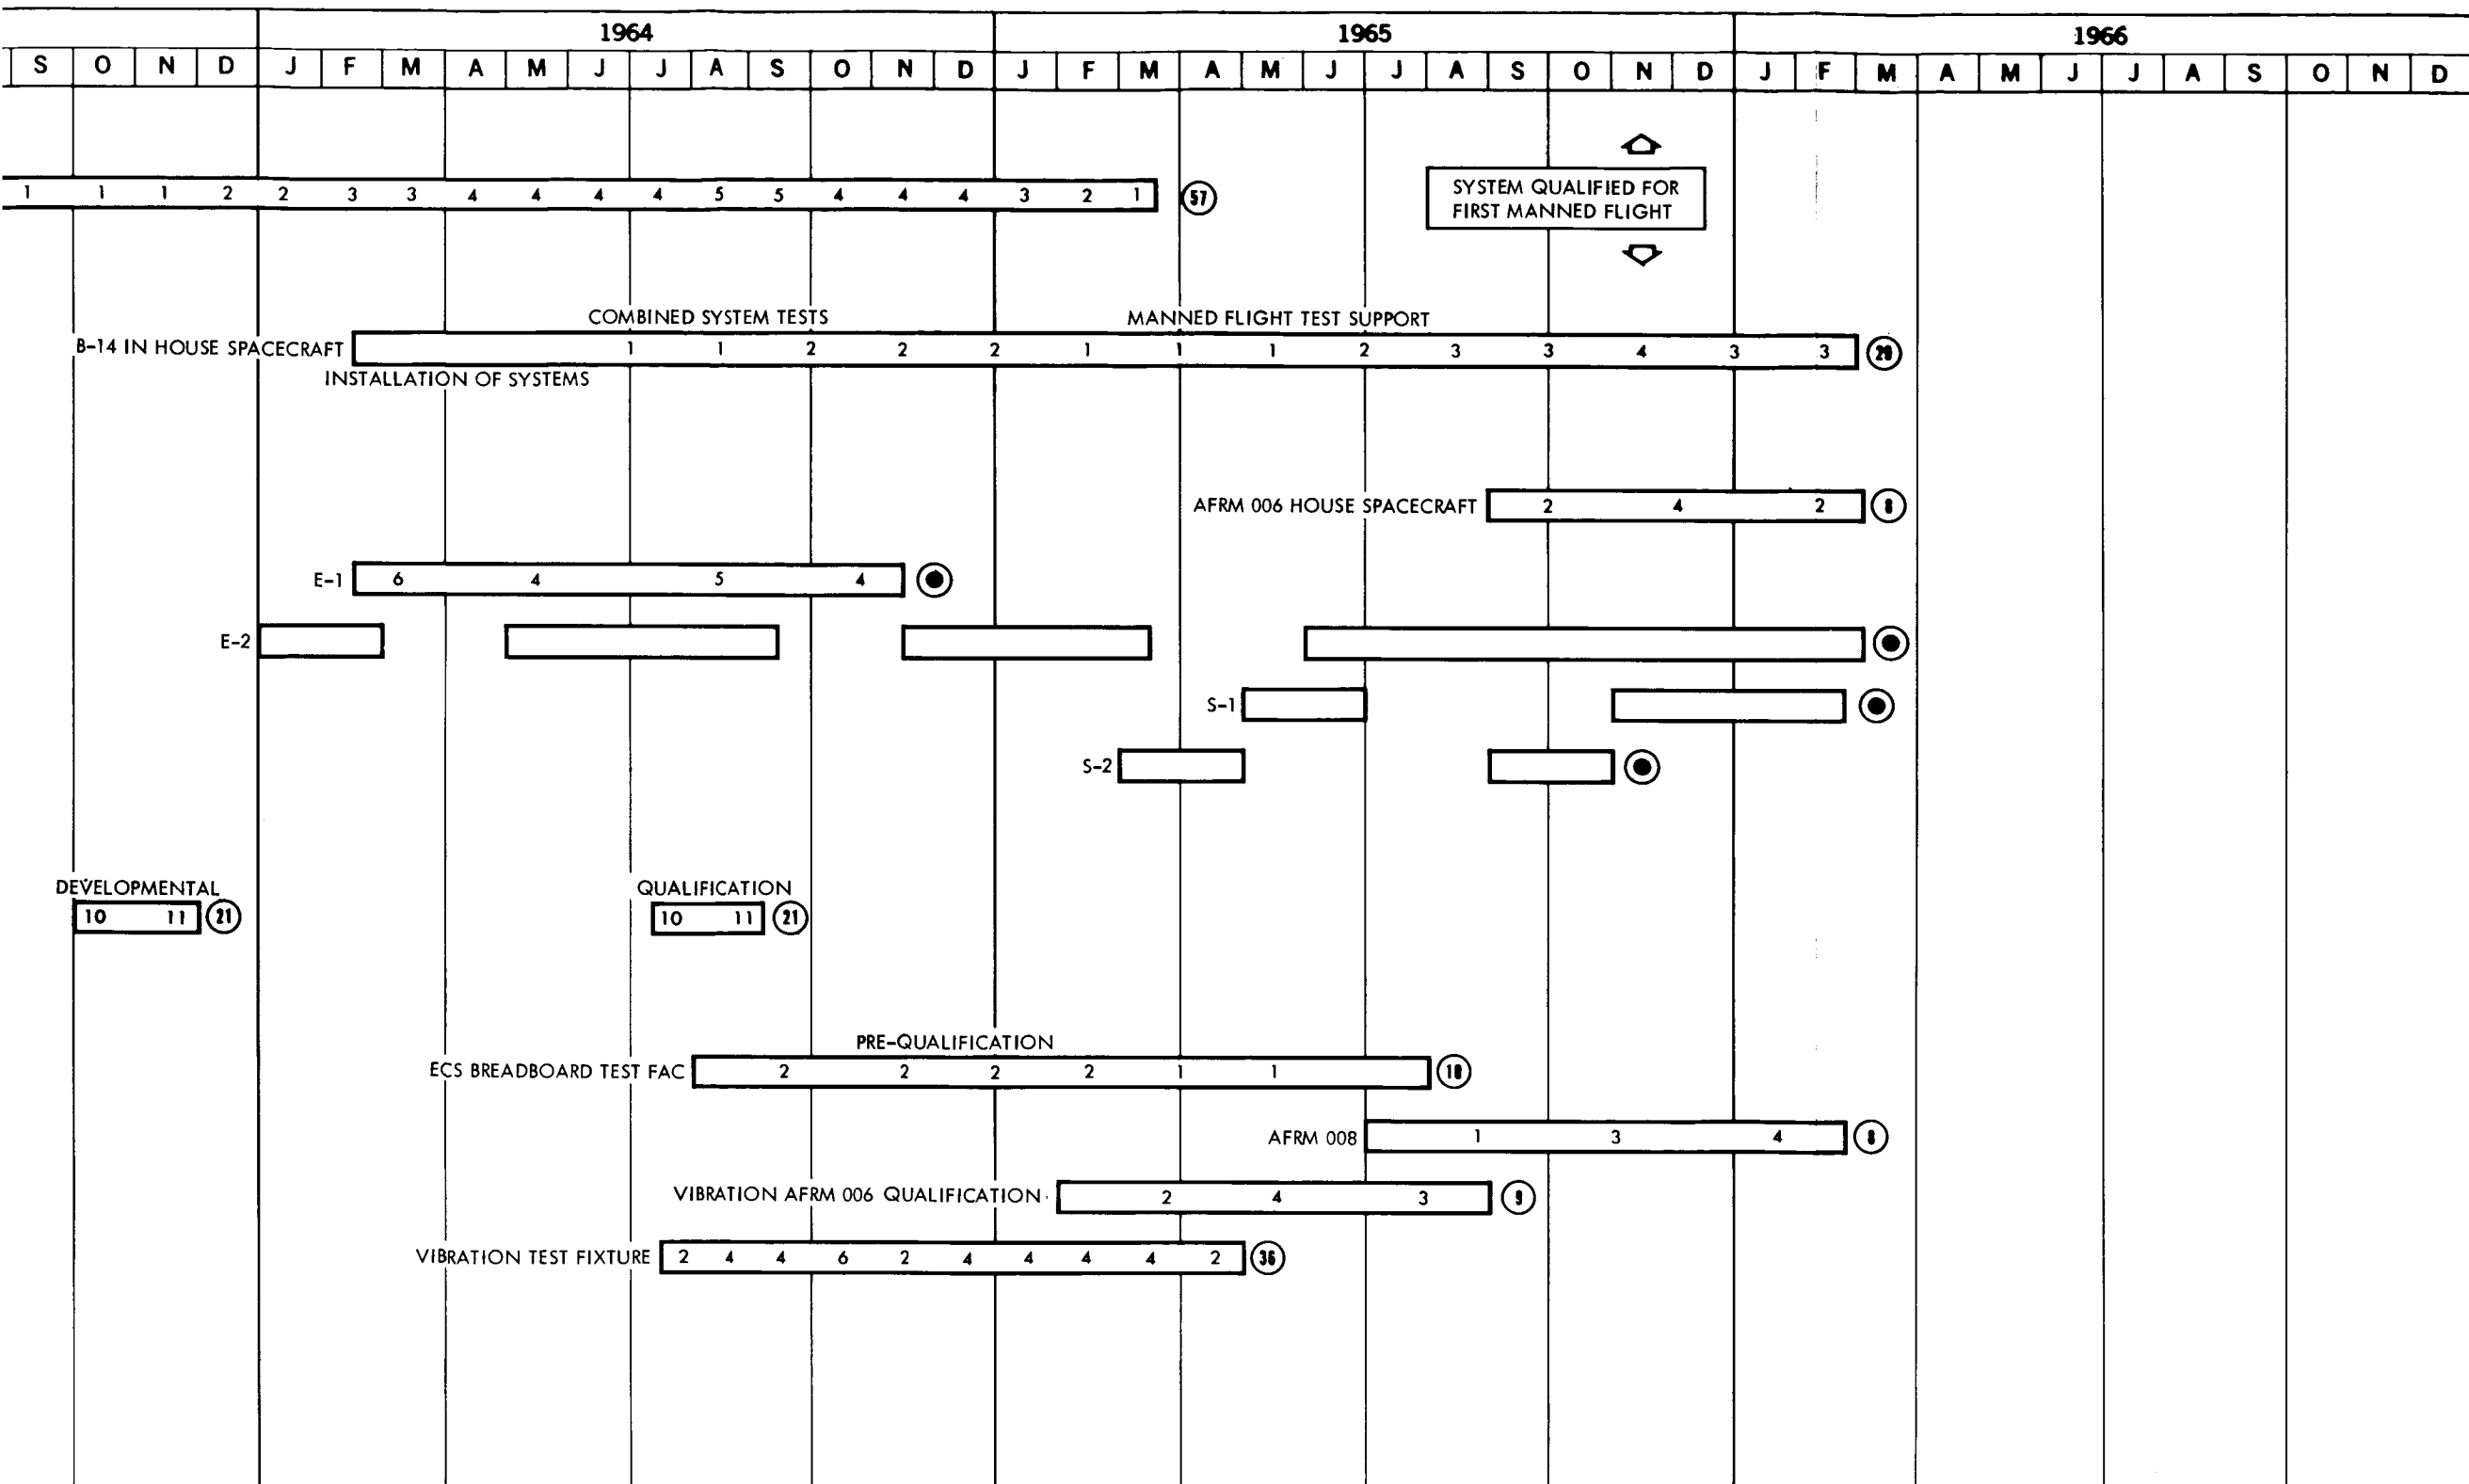 1964 1965 1966
S O N D J F M A M J J A S O N D J F M A M J J A S O N D J F M A M J J A S O N D
1 1 1 2 2 3 3 4 4 4 4 5 5 4 4 4 3 2 1 57
SYSTEM QUALIFIED FOR
FIRST MANNED FLIGHT
COMBINED SYSTEM TESTS MANNED FLIGHT TEST SUPPORT
B-14 IN HOUSE SPACECRAFT 1 1 2 2 2 1 1 1 2 3 3 4 3 3 29
INSTALLATION OF SYSTEMS
AFRM 006 HOUSE SPACECRAFT 2 4 2 8
E-1 6 4 5 4
E-2
S-1
S-2
DEVELOPMENTAL QUALIFICATION
10 11 21 10 11 21
PRE-QUALIFICATION
ECS BREADBOARD TEST FAC 2 2 2 2 1 1 10
AFRM 008 1 3 4 8
VIBRATION AFRM 006 QUALIFICATION 2 4 3 9
VIBRATION TEST FIXTURE 2 4 4 6 2 4 4 4 4 2 36